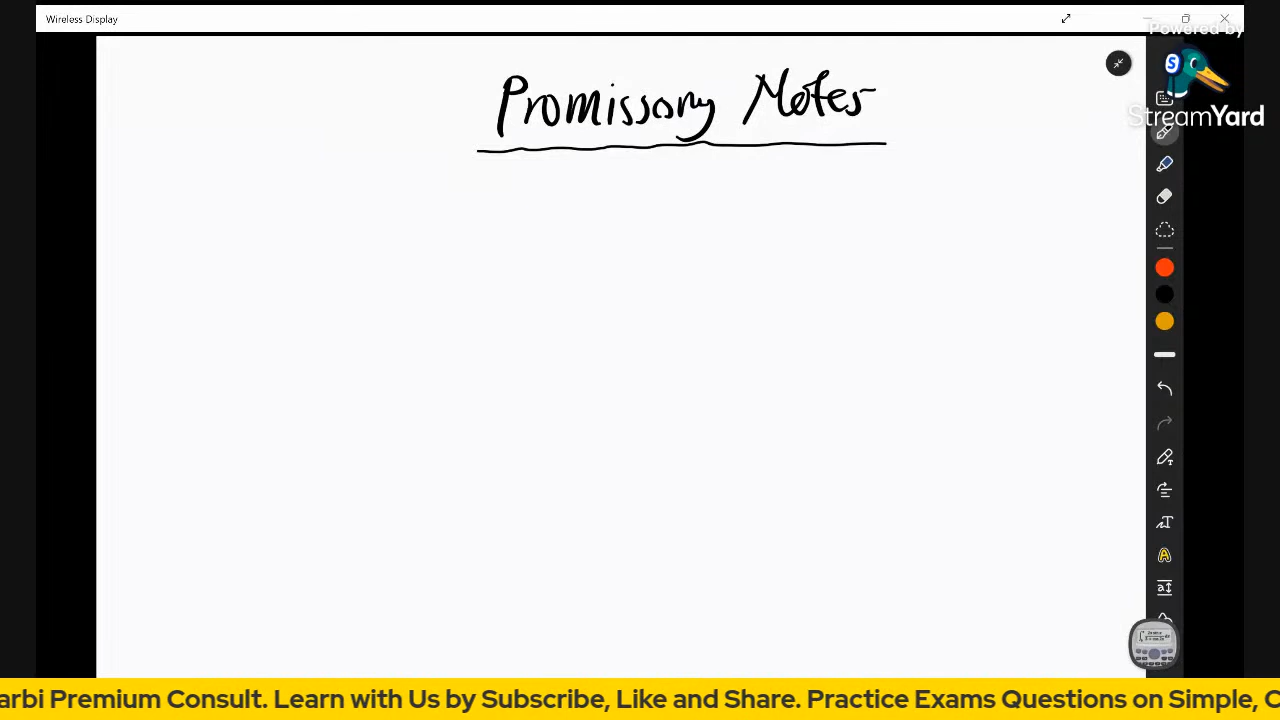 Wireless Display
Powered by
StreamYard
Promissory Notes
arbi Premium Consult. Learn with Us by Subscribe, Like and Share. Practice Exams Questions on Simple, C